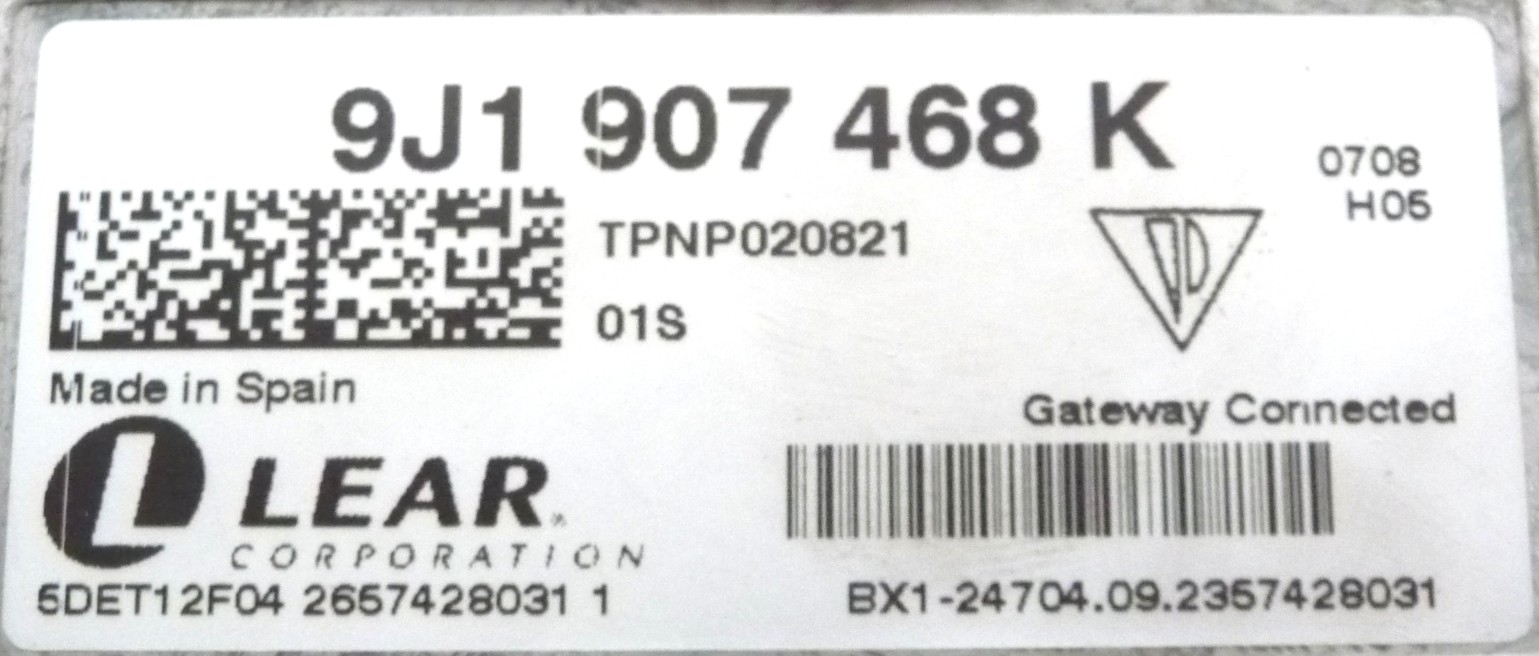 9J1 907 468 K
0708
H05
TPNP020821
01S
Made in Spain
Gateway Connected
LEAR
CORPORATION
5DET12F04 2657428031 1
BX1-24704.09.2357428031